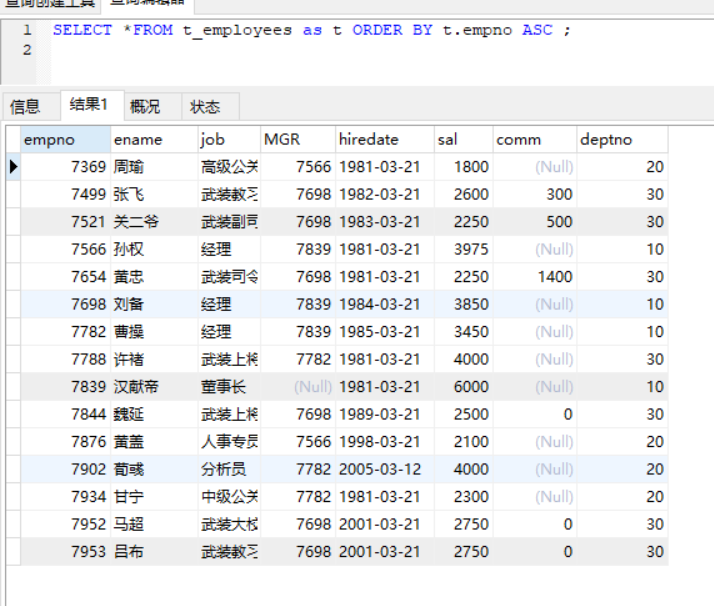 查询创建工具 查询编辑器
1 SELECT *FROM t_employees as t ORDER BY t.empno ASC ;
2
信息 结果1 概况 状态
empno ename job MGR hiredate sal comm deptno
7369 周瑜 高级公关 7566 1981-03-21 1800 (Null) 20
7499 张飞 武装教习 7698 1982-03-21 2600 300 30
7521 关二爷 武装副司 7698 1983-03-21 2250 500 30
7566 孙权 经理 7839 1981-03-21 3975 (Null) 10
7654 黄忠 武装司令 7698 1981-03-21 2250 1400 30
7698 刘备 经理 7839 1984-03-21 3850 (Null) 10
7782 曹操 经理 7839 1985-03-21 3450 (Null) 10
7788 许褚 武装上将 7782 1981-03-21 4000 (Null) 30
7839 汉献帝 董事长 (Null) 1981-03-21 6000 (Null) 10
7844 魏延 武装上将 7698 1989-03-21 2500 0 30
7876 黄盖 人事专员 7566 1998-03-21 2100 (Null) 20
7902 荀彧 分析员 7782 2005-03-12 4000 (Null) 20
7934 甘宁 中级公关 7782 1981-03-21 2300 (Null) 20
7952 马超 武装大校 7698 2001-03-21 2750 0 30
7953 吕布 武装教习 7698 2001-03-21 2750 0 30